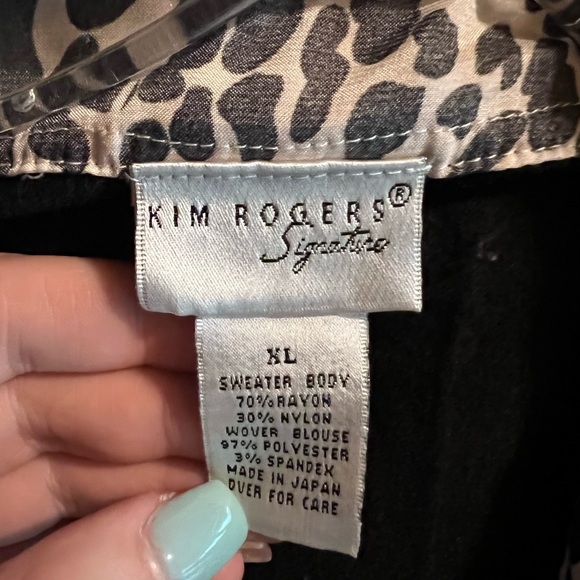 KIM ROGERS®
Signature
XL
SWEATER BODY
70% RAYON
30% NYLON
WOVER BLOUSE
97% POLYESTER
3% SPANDEX
MADE IN JAPAN
OVER FOR CARE